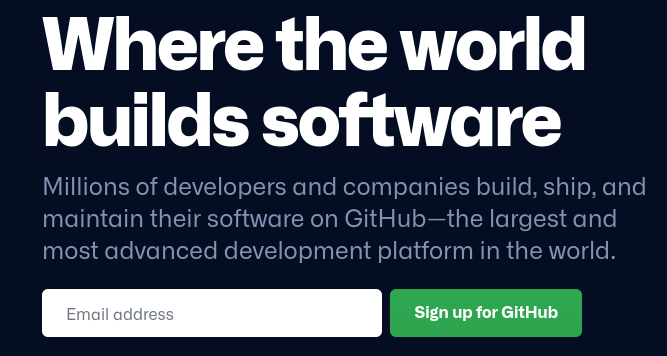 Where the world
builds software
Millions of developers and companies build, ship, and
maintain their software on GitHub—the largest and
most advanced development platform in the world.
Email address
Sign up for GitHub